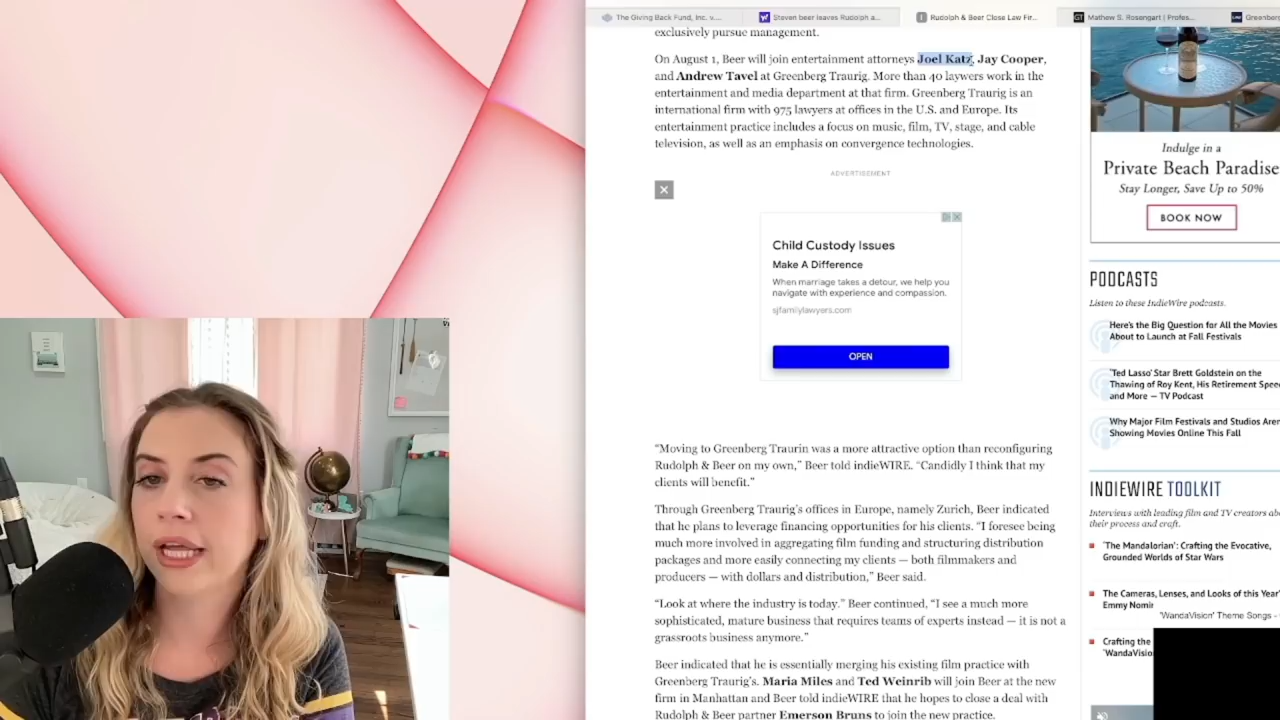 The Giving Back Fund, Inc. v....
Steven beer leaves Rudolph a...
Rudolph & Beer Close Law Fir...
Mathew S. Rosengart | Profes...
Greenber
exclusively pursue management.
On August 1, Beer will join entertainment attorneys Joel Katz, Jay Cooper,
and Andrew Tavel at Greenberg Traurig. More than 40 laywers work in the
entertainment and media department at that firm. Greenberg Traurig is an
international firm with 975 lawyers at offices in the U.S. and Europe. Its
entertainment practice includes a focus on music, film, TV, stage, and cable
television, as well as an emphasis on convergence technologies.
ADVERTISEMENT
Child Custody Issues
Make A Difference
When marriage takes a detour, we help you
navigate with experience and compassion.
sjfamilylawyers.com
OPEN
“Moving to Greenberg Traurin was a more attractive option than reconfiguring
Rudolph & Beer on my own,” Beer told indieWIRE. “Candidly I think that my
clients will benefit.”
Through Greenberg Traurig’s offices in Europe, namely Zurich, Beer indicated
that he plans to leverage financing opportunities for his clients. “I foresee being
much more involved in aggregating film funding and structuring distribution
packages and more easily connecting my clients — both filmmakers and
producers — with dollars and distribution,” Beer said.
“Look at where the industry is today.” Beer continued, “I see a much more
sophisticated, mature business that requires teams of experts instead — it is not a
grassroots business anymore.”
Beer indicated that he is essentially merging his existing film practice with
Greenberg Traurig’s. Maria Miles and Ted Weinrib will join Beer at the new
firm in Manhattan and Beer told indieWIRE that he hopes to close a deal with
Rudolph & Beer partner Emerson Bruns to join the new practice.
Indulge in a
Private Beach Paradise
Stay Longer, Save Up to 50%
BOOK NOW
PODCASTS
Listen to these IndieWire podcasts.
Here’s the Big Question for All the Movies
About to Launch at Fall Festivals
‘Ted Lasso’ Star Brett Goldstein on the
Thawing of Roy Kent, His Retirement Spee
and More — TV Podcast
Why Major Film Festivals and Studios Aren
Showing Movies Online This Fall
INDIEWIRE TOOLKIT
Interviews with leading film and TV creators abo
their process and craft.
‘The Mandalorian’: Crafting the Evocative,
Grounded Worlds of Star Wars
The Cameras, Lenses, and Looks of this Year’
Emmy Nomir
'WandaVision' Theme Songs -
Crafting the
‘WandaVisio